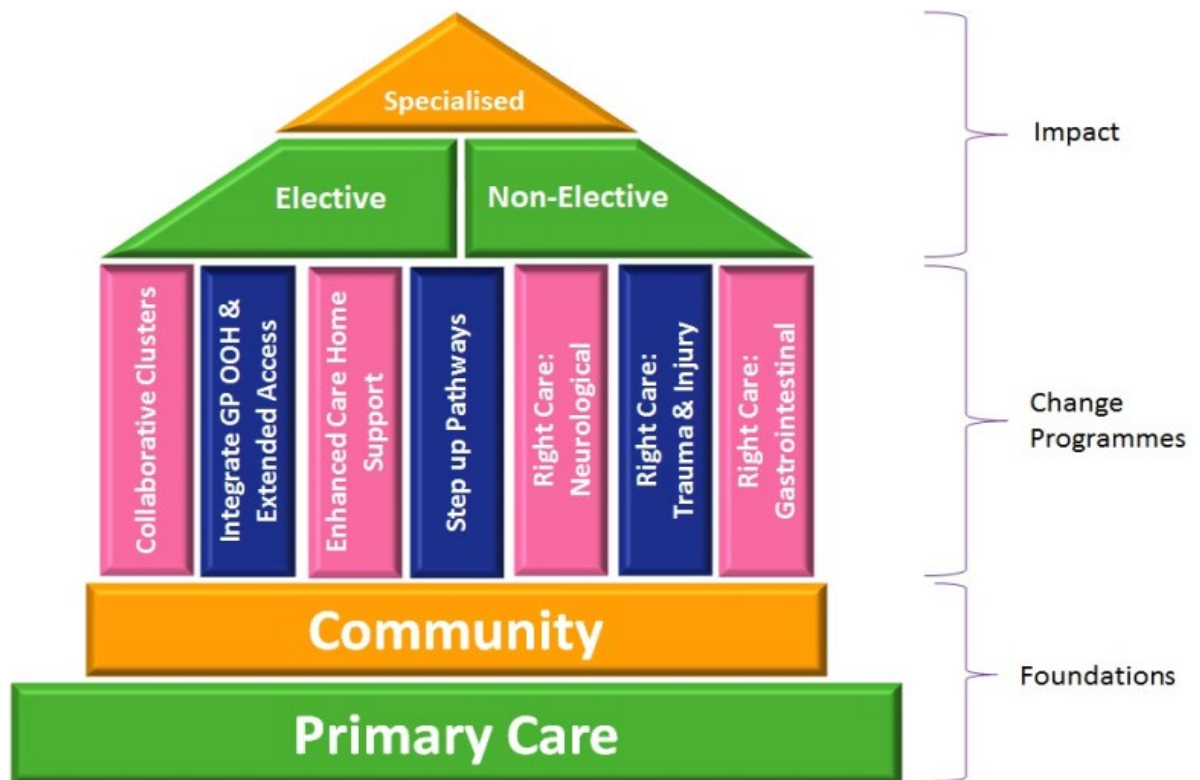 Specialised
Elective
Non-Elective
Impact
Collaborative Clusters
Integrate GP OOH &
Extended Access
Enhanced Care Home
Support
Step up Pathways
Right Care:
Neurological
Right Care:
Trauma & Injury
Right Care:
Gastrointestinal
Change
Programmes
Community
Foundations
Primary Care